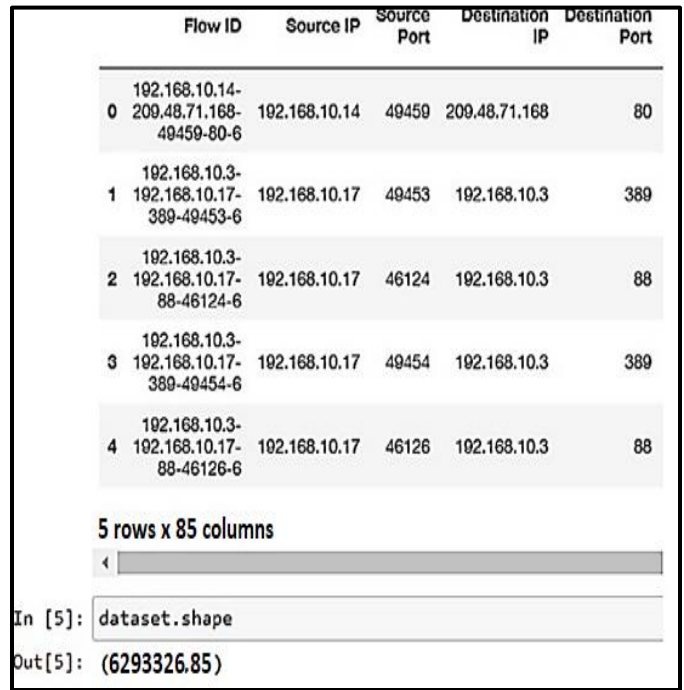 Flow ID Source IP Source Port Destination IP Destination Port
192.168.10.14-
0 209.48.71.168- 192.168.10.14 49459 209.48.71.168 80
49459-80-6
192.168.10.3-
1 192.168.10.17- 192.168.10.17 49453 192.168.10.3 389
389-49453-6
192.168.10.3-
2 192.168.10.17- 192.168.10.17 46124 192.168.10.3 88
88-46124-6
192.168.10.3-
3 192.168.10.17- 192.168.10.17 49454 192.168.10.3 389
389-49454-6
192.168.10.3-
4 192.168.10.17- 192.168.10.17 46126 192.168.10.3 88
88-46126-6
5 rows x 85 columns
In [5]: dataset.shape
Out[5]: (6293326.85)